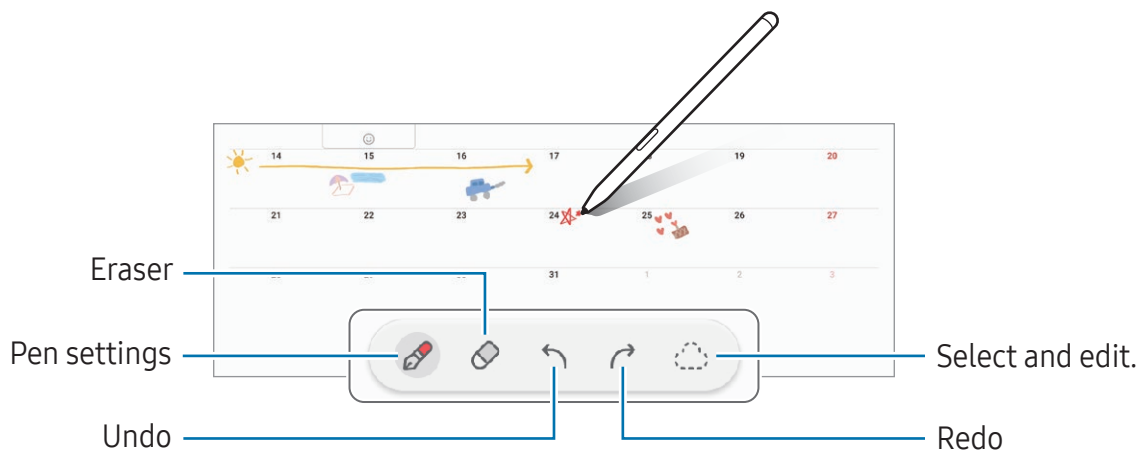 14 15 16 17 19 20
21 22 23 24 25 26 27
31 1 2 3
Eraser
Pen settings
Select and edit.
Undo
Redo